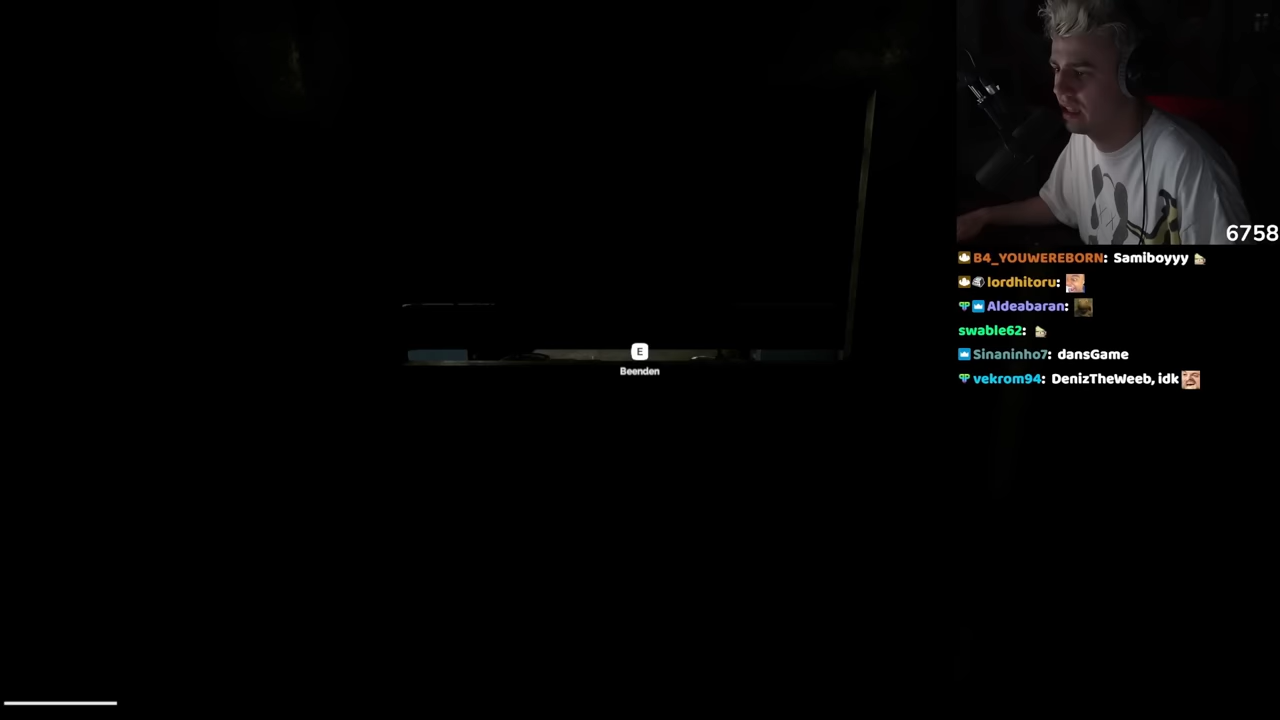 6758
B4_YOUWEREBORN: Samiboyyy
lordhitoru:
Aldeabaran:
swable62:
Sinaninho7: dansGame
vekrom94: DenizTheWeeb, idk
E
Beenden